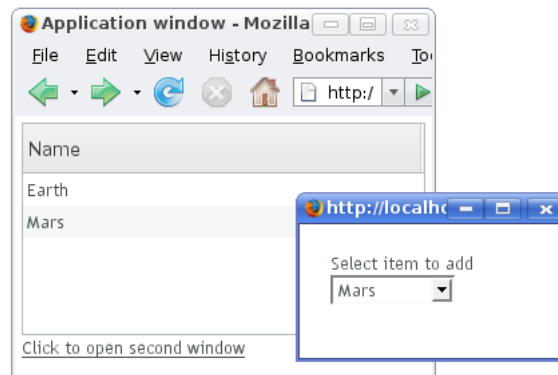 Application window - Mozilla
File Edit View History Bookmarks
http:/
Name
Earth
Mars
Click to open second window
http://localh
Select item to add
Mars